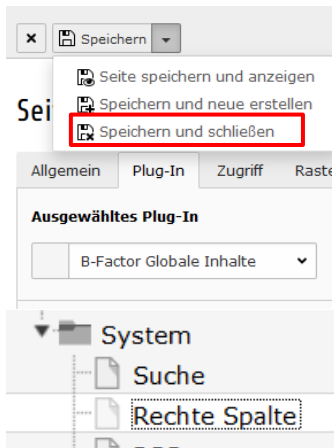 Speichern
Seite speichern und anzeigen
Speichern und neue erstellen
Speichern und schließen
Sei
Allgemein Plug-In Zugriff Raste
Ausgewähltes Plug-In
B-Factor Globale Inhalte
System
Suche
Rechte Spalte